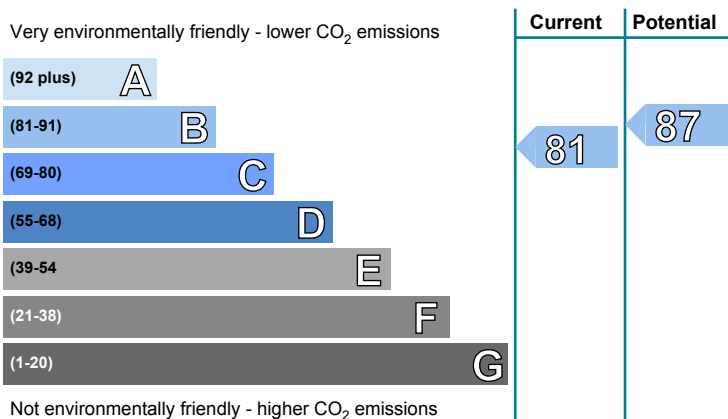 Very environmentally friendly - lower CO₂ emissions
Current
Potential
(92 plus) A
(81-91) B
(69-80) C
(55-68) D
(39-54 E
(21-38) F
(1-20) G
81
87
Not environmentally friendly - higher CO₂ emissions